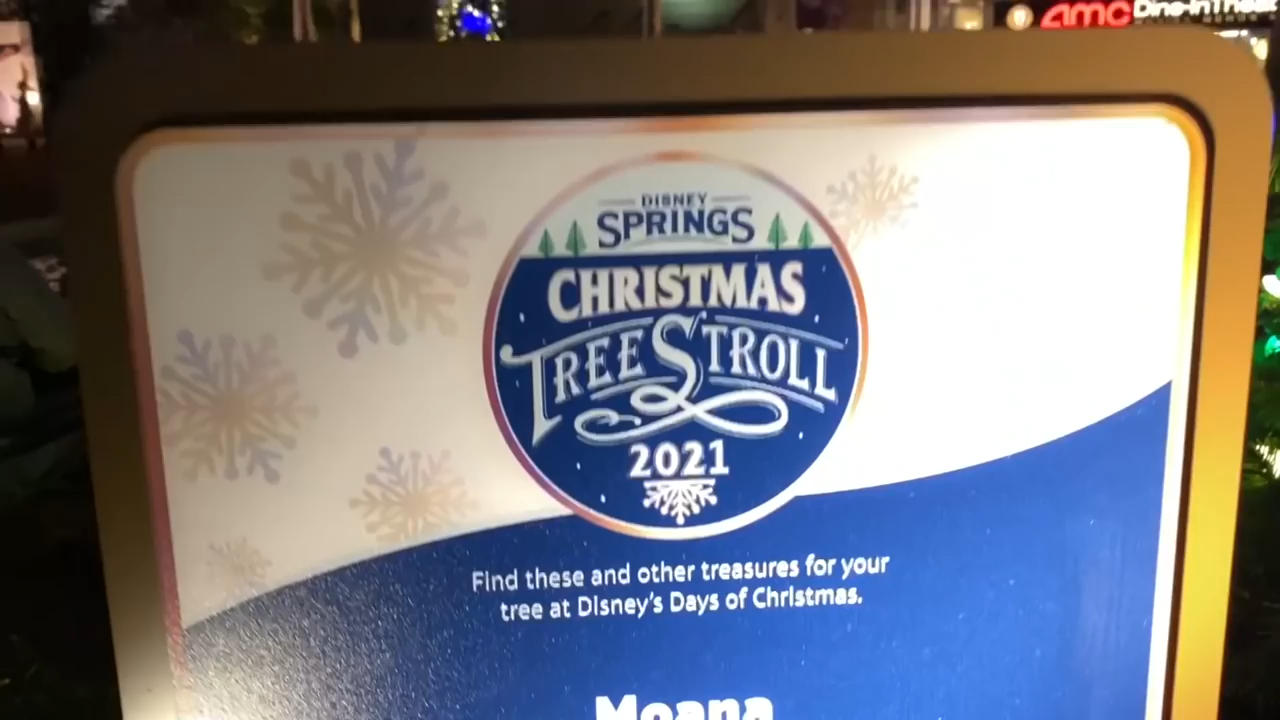 amc Dine-In Theat
DISNEY
SPRINGS
CHRISTMAS
TREE STROLL
2021
Find these and other treasures for your
tree at Disney's Days of Christmas.
Moana